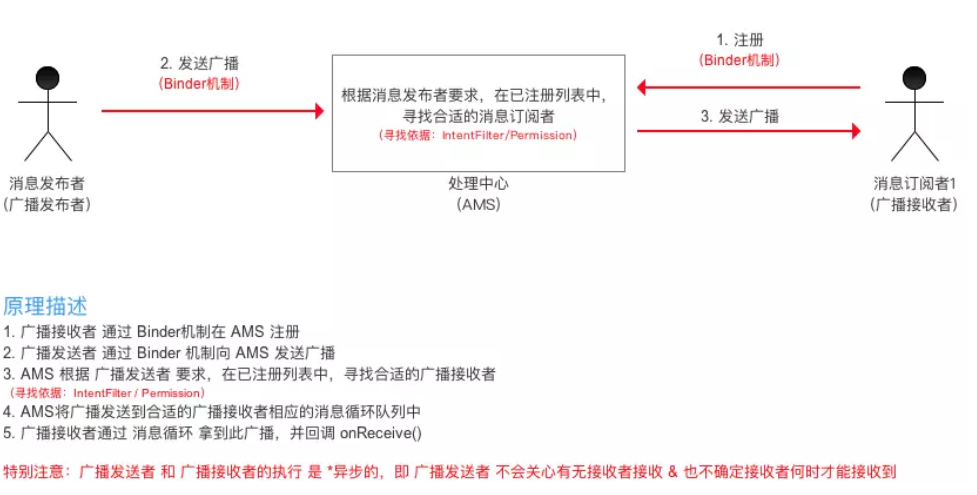 2. 发送广播
（Binder机制）
根据消息发布者要求，在已注册列表中，
寻找合适的消息订阅者
（寻找依据：IntentFilter/Permission）
1. 注册
（Binder机制）
3. 发送广播
消息发布者
（广播发布者）
处理中心
（AMS）
消息订阅者1
（广播接收者）
原理描述
1. 广播接收者 通过 Binder机制在 AMS 注册
2. 广播发送者 通过 Binder 机制向 AMS 发送广播
3. AMS 根据 广播发送者 要求，在已注册列表中，寻找合适的广播接收者
（寻找依据：IntentFilter / Permission）
4. AMS将广播发送到合适的广播接收者相应的消息循环队列中
5. 广播接收者通过 消息循环 拿到此广播，并回调 onReceive()
特别注意：广播发送者 和 广播接收者的执行 是 *异步的，即 广播发送者 不会关心有无接收者接收 & 也不确定接收者何时才能接收到